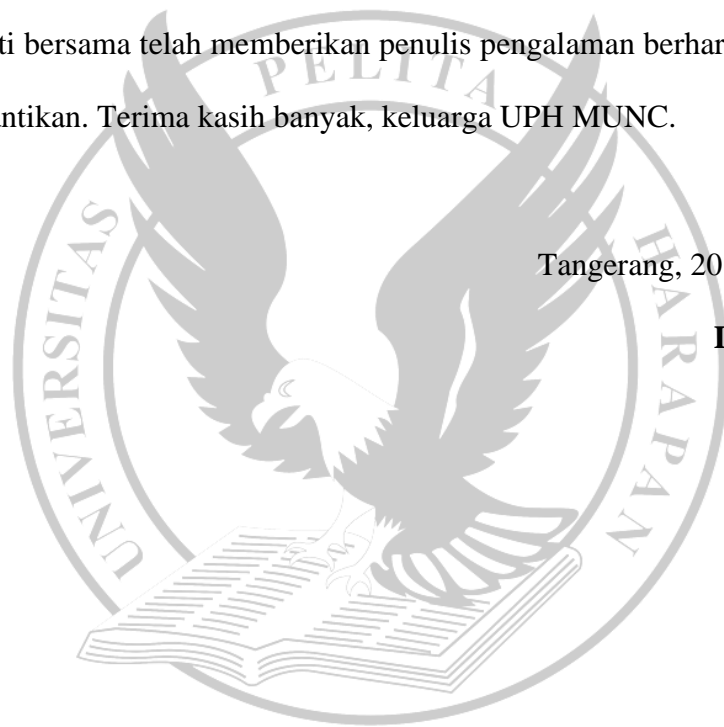 ti bersama telah memberikan penulis pengalaman berhar
antikan. Terima kasih banyak, keluarga UPH MUNC.
Tangerang, 20
UNIVERSITAS PELITA HARAPAN